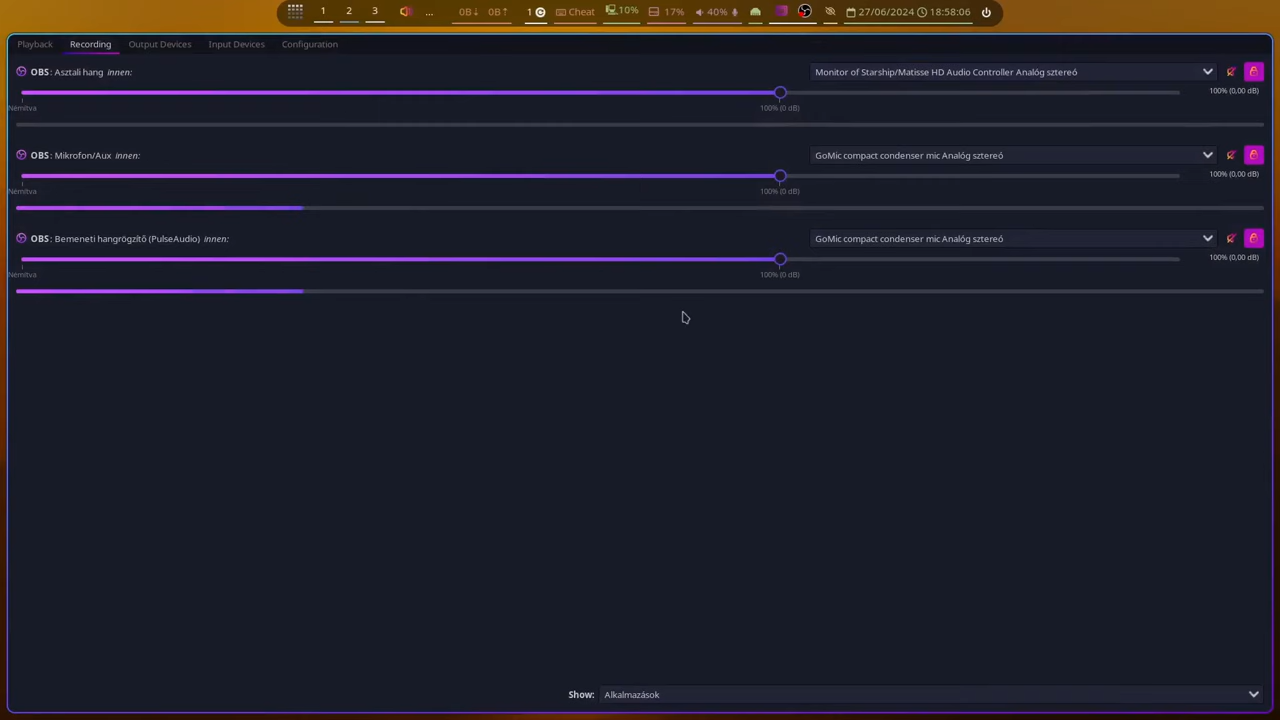 1 2 3 ... 0B↓ 0B↑ 1 Cheat 10% 17% 40% 27/06/2024 18:58:06
Playback Recording Output Devices Input Devices Configuration
OBS: Asztali hang innen: Monitor of Starship/Matisse HD Audio Controller Analóg sztereó
100% (0,00 dB)
Némítva 100% (0 dB)
OBS: Mikrofon/Aux innen: GoMic compact condenser mic Analóg sztereó
100% (0,00 dB)
Némítva 100% (0 dB)
OBS: Bemeneti hangrögzítő (PulseAudio) innen: GoMic compact condenser mic Analóg sztereó
100% (0,00 dB)
Némítva 100% (0 dB)
Show: Alkalmazások